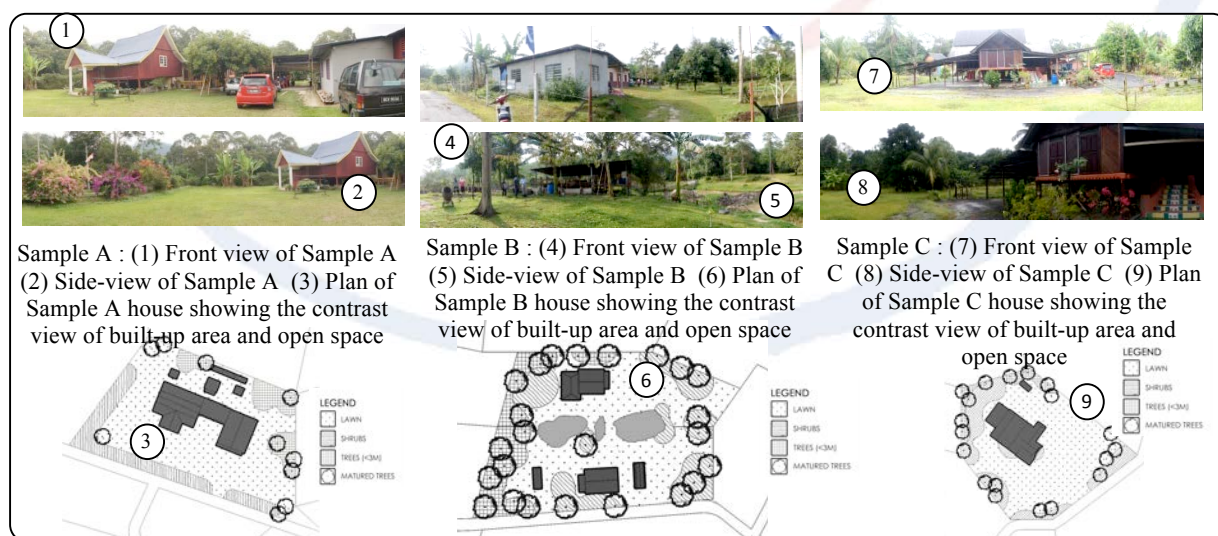 1
2
Sample A : (1) Front view of Sample A
(2) Side-view of Sample A (3) Plan of
Sample A house showing the contrast
view of built-up area and open space
3
LEGEND
LAWN
SHRUBS
TREES (<3M)
MATURED TREES
4
5
Sample B : (4) Front view of Sample B
(5) Side-view of Sample B (6) Plan of
Sample B house showing the contrast
view of built-up area and open space
6
LEGEND
LAWN
SHRUBS
TREES (<3M)
MATURED TREES
7
8
Sample C : (7) Front view of Sample
C (8) Side-view of Sample C (9) Plan
of Sample C house showing the
contrast view of built-up area and
open space
9
LEGEND
LAWN
SHRUBS
TREES (<3M)
MATURED TREES